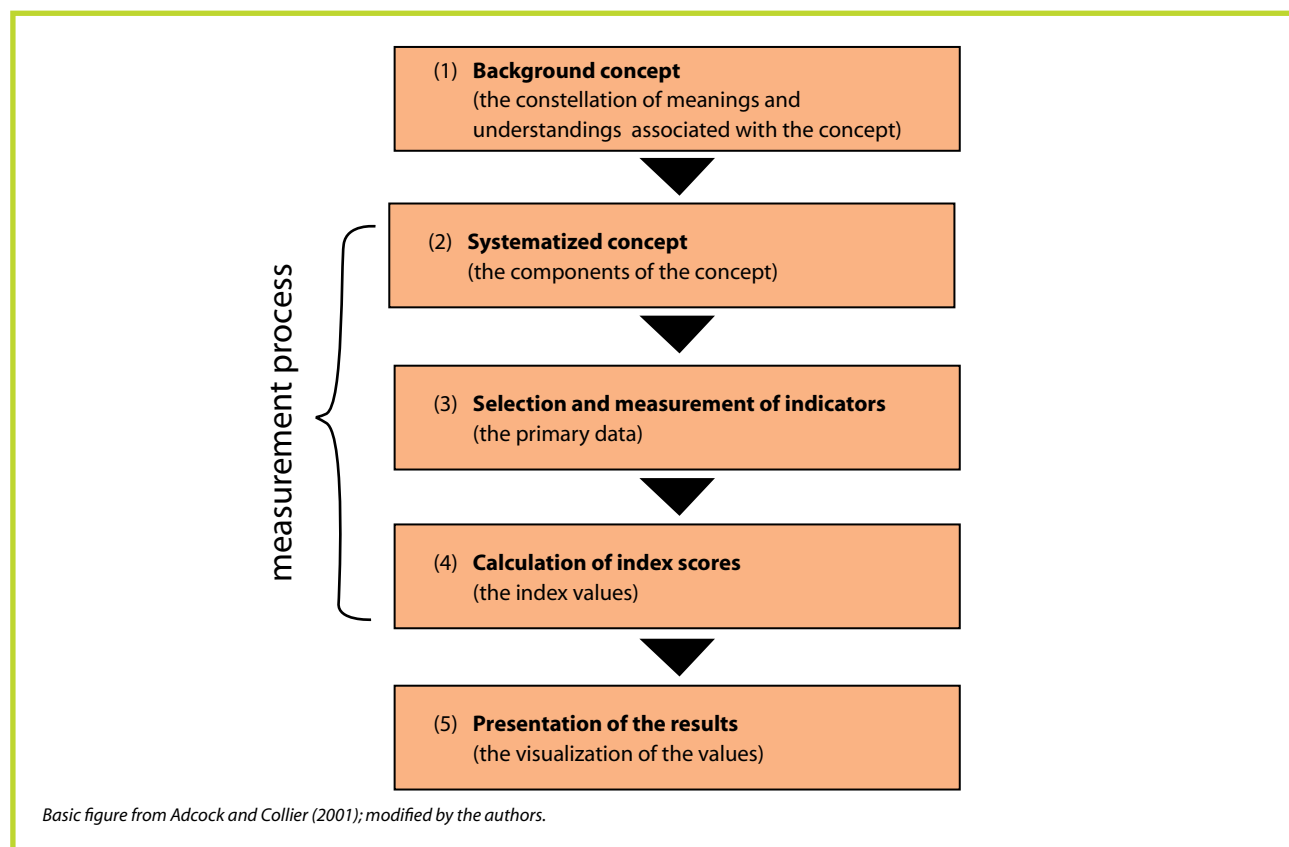 (1) Background concept
(the constellation of meanings and
understandings associated with the concept)
measurement process
(2) Systematized concept
(the components of the concept)
(3) Selection and measurement of indicators
(the primary data)
(4) Calculation of index scores
(the index values)
(5) Presentation of the results
(the visualization of the values)
Basic figure from Adcock and Collier (2001); modified by the authors.